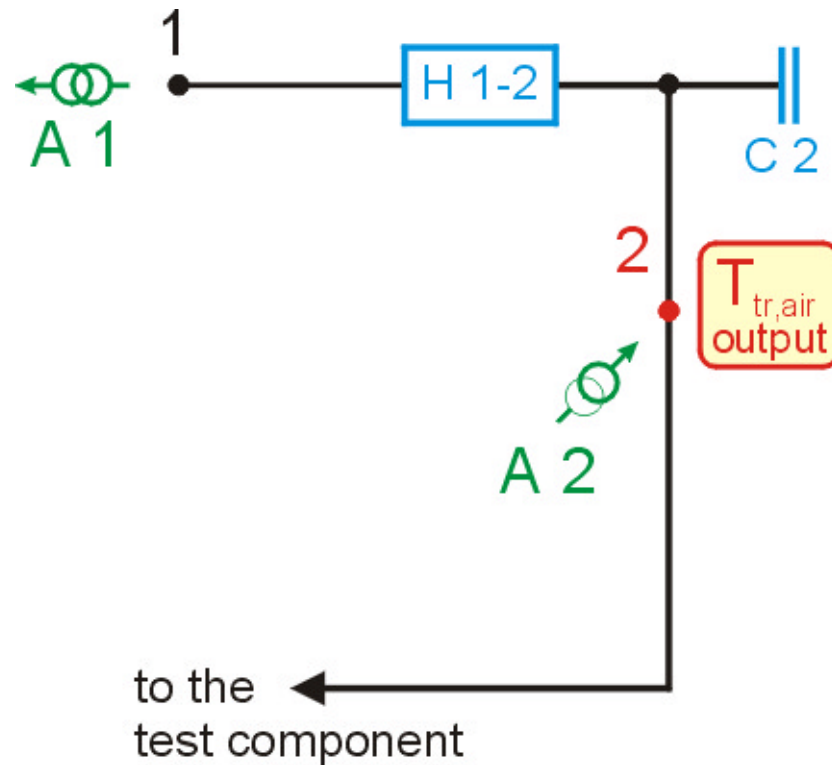 1
H 1-2
A 1
C 2
2
T tr,air
output
A 2
to the
test component